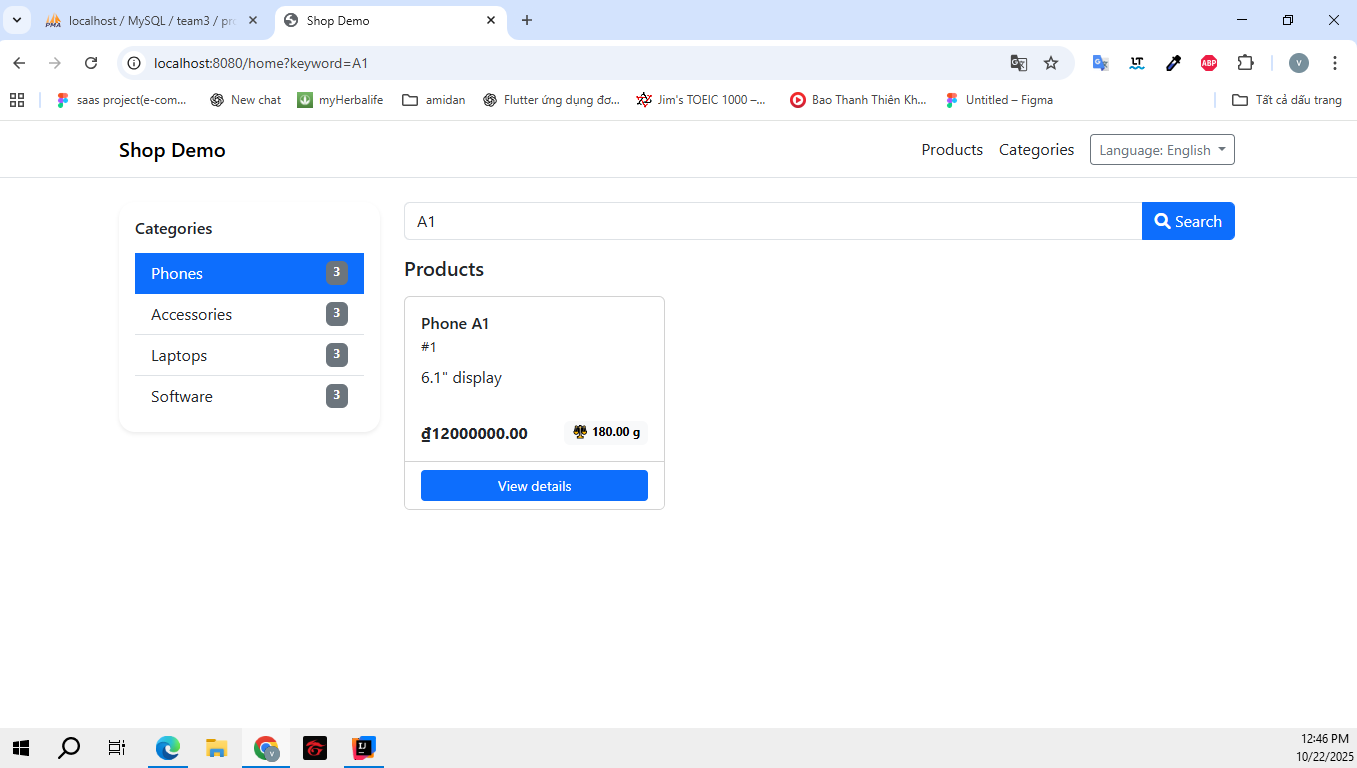 localhost / MySQL / team3 / pro
Shop Demo
localhost:8080/home?keyword=A1
saas project(e-com...
New chat
myHerbalife
amidan
Flutter ứng dụng đơ...
Jim's TOEIC 1000 –...
Bao Thanh Thiên Kh...
Untitled – Figma
Tất cả dấu trang
Shop Demo
Products
Categories
Language: English
Categories
Phones 3
Accessories 3
Laptops 3
Software 3
A1
Search
Products
Phone A1
#1
6.1" display
₫12000000.00
180.00 g
View details
12:46 PM
10/22/2025